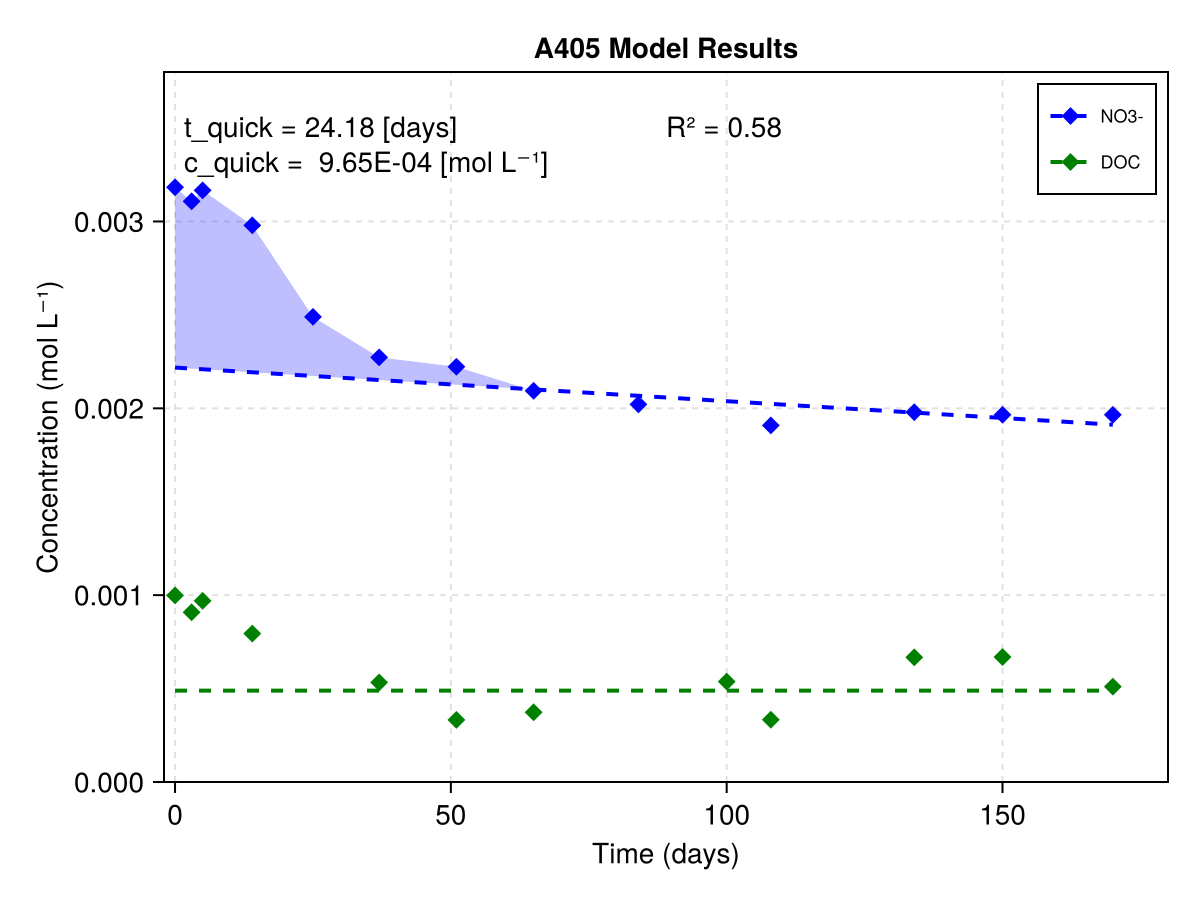 A405 Model Results
t_quick = 24.18 [days]
R² = 0.58
c_quick =  9.65E-04 [mol L⁻¹]
NO3-
DOC
Concentration (mol L⁻¹)
0.003
0.002
0.001
0.000
0
50
100
150
Time (days)